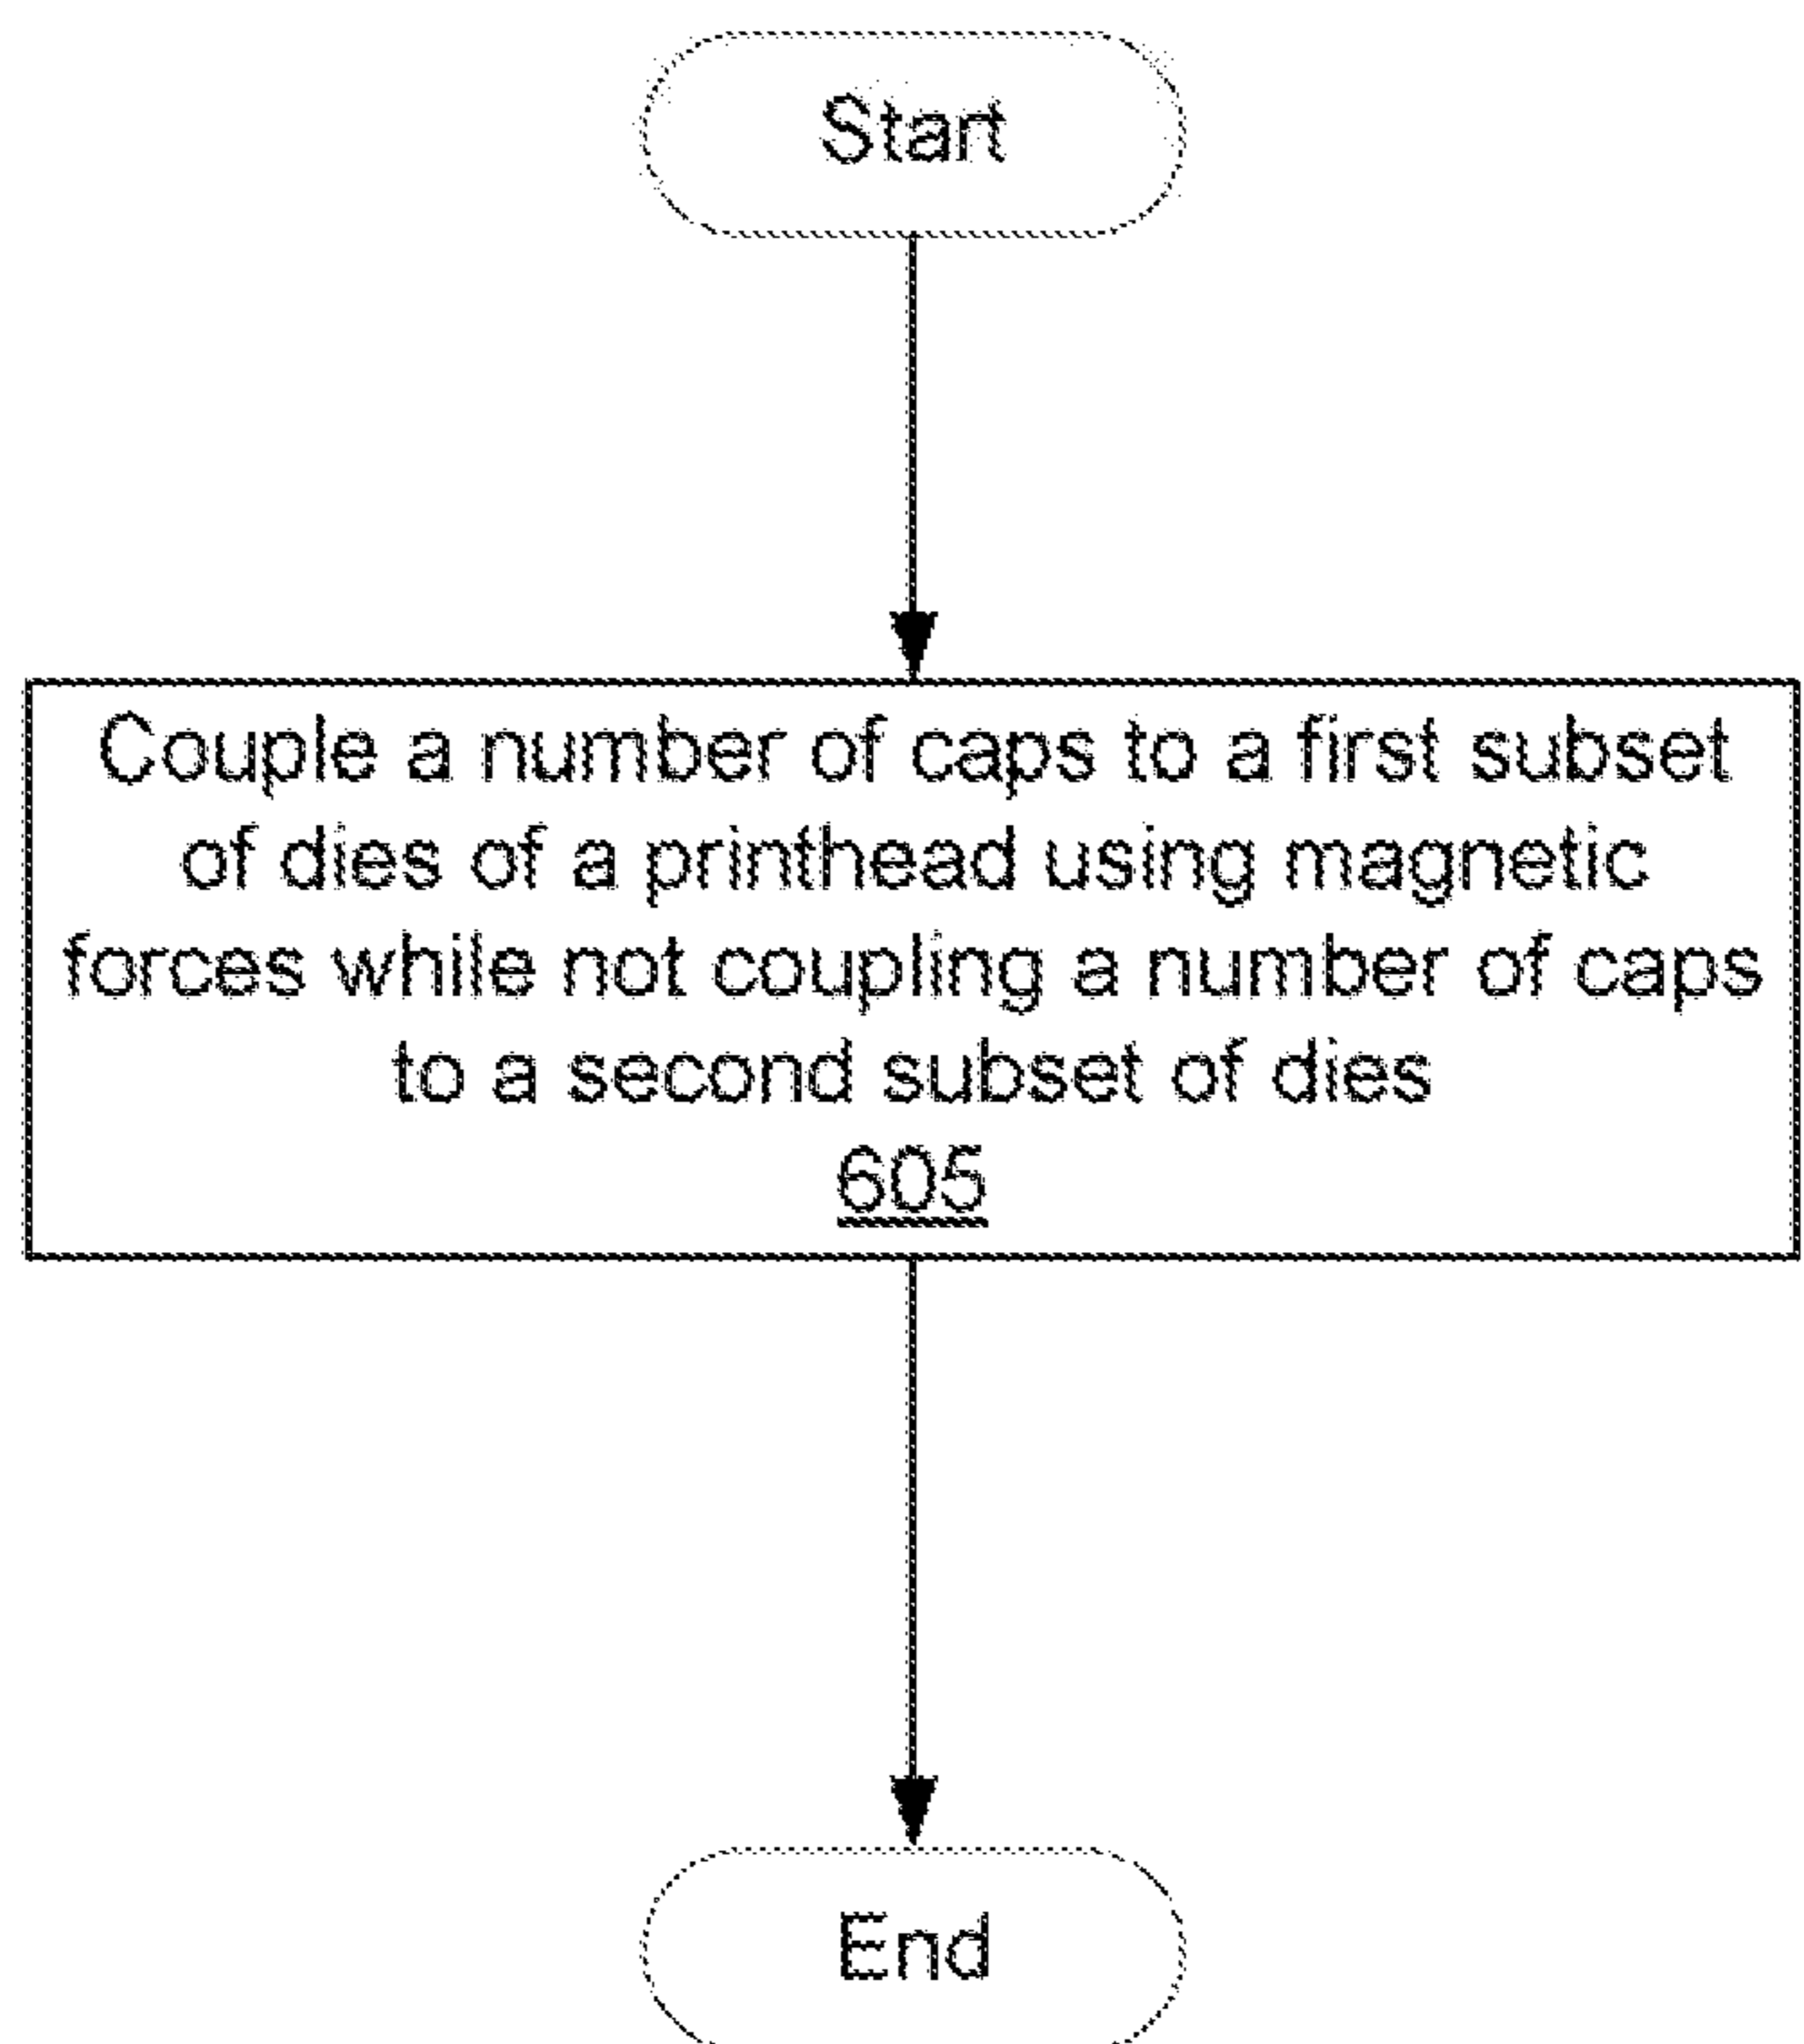 Start
Couple a number of caps to a first subset
of dies of a printhead using magnetic
forces while not coupling a number of caps
to a second subset of dies
605
End